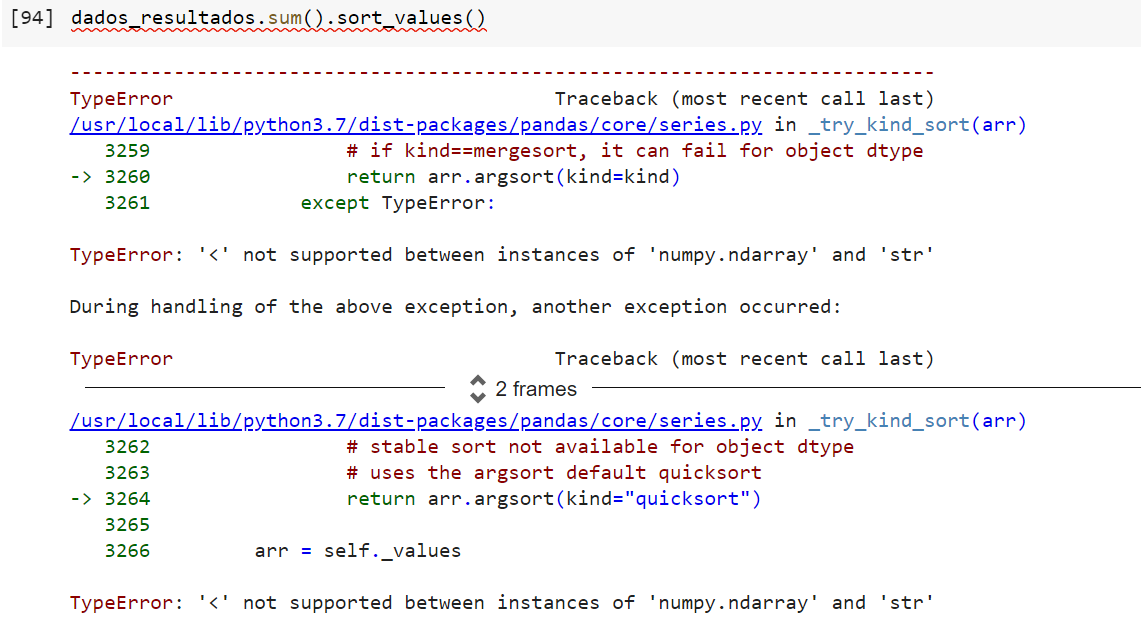 [94] dados_resultados.sum().sort_values()
---------------------------------------------------------------------------
TypeError                                 Traceback (most recent call last)
/usr/local/lib/python3.7/dist-packages/pandas/core/series.py in _try_kind_sort(arr)
   3259                 # if kind==mergesort, it can fail for object dtype
-> 3260                 return arr.argsort(kind=kind)
   3261             except TypeError:
TypeError: '<' not supported between instances of 'numpy.ndarray' and 'str'
During handling of the above exception, another exception occurred:
TypeError                                 Traceback (most recent call last)
2 frames
/usr/local/lib/python3.7/dist-packages/pandas/core/series.py in _try_kind_sort(arr)
   3262                 # stable sort not available for object dtype
   3263                 # uses the argsort default quicksort
-> 3264                 return arr.argsort(kind="quicksort")
   3265
   3266         arr = self._values
TypeError: '<' not supported between instances of 'numpy.ndarray' and 'str'